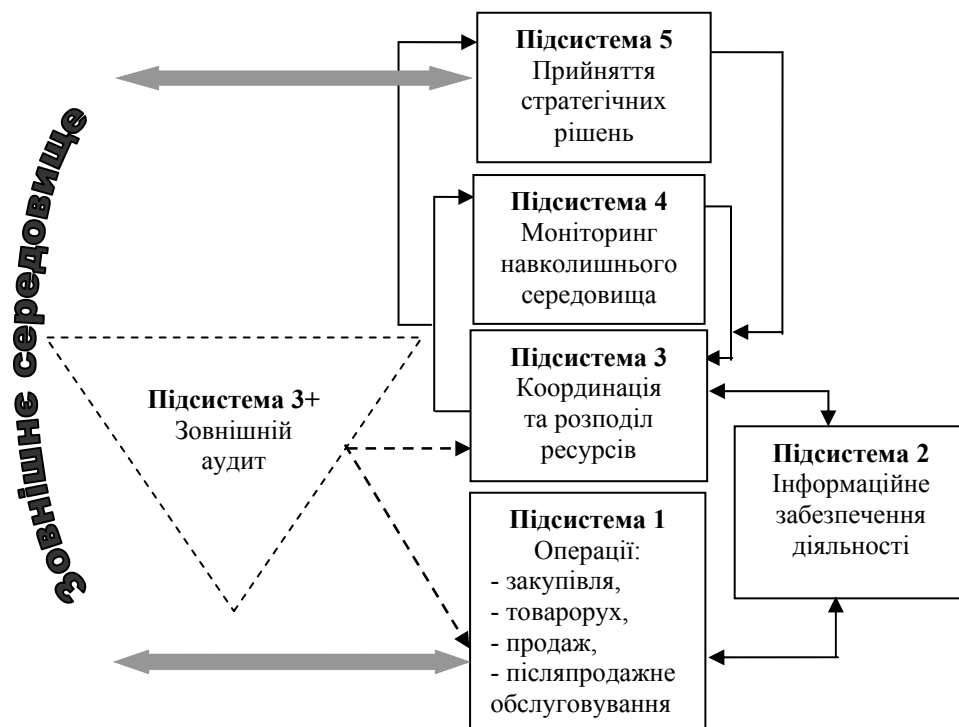 Підсистема 5
Прийняття
стратегічних
рішень
Підсистема 4
Моніторинг
навколишнього
середовища
Зовнішнє середовище
Підсистема 3+
Зовнішній
аудит
Підсистема 3
Координація
та розподіл
ресурсів
Підсистема 2
Інформаційне
забезпечення
діяльності
Підсистема 1
Операції:
- закупівля,
- товарорух,
- продаж,
- післяпродажне
обслуговування